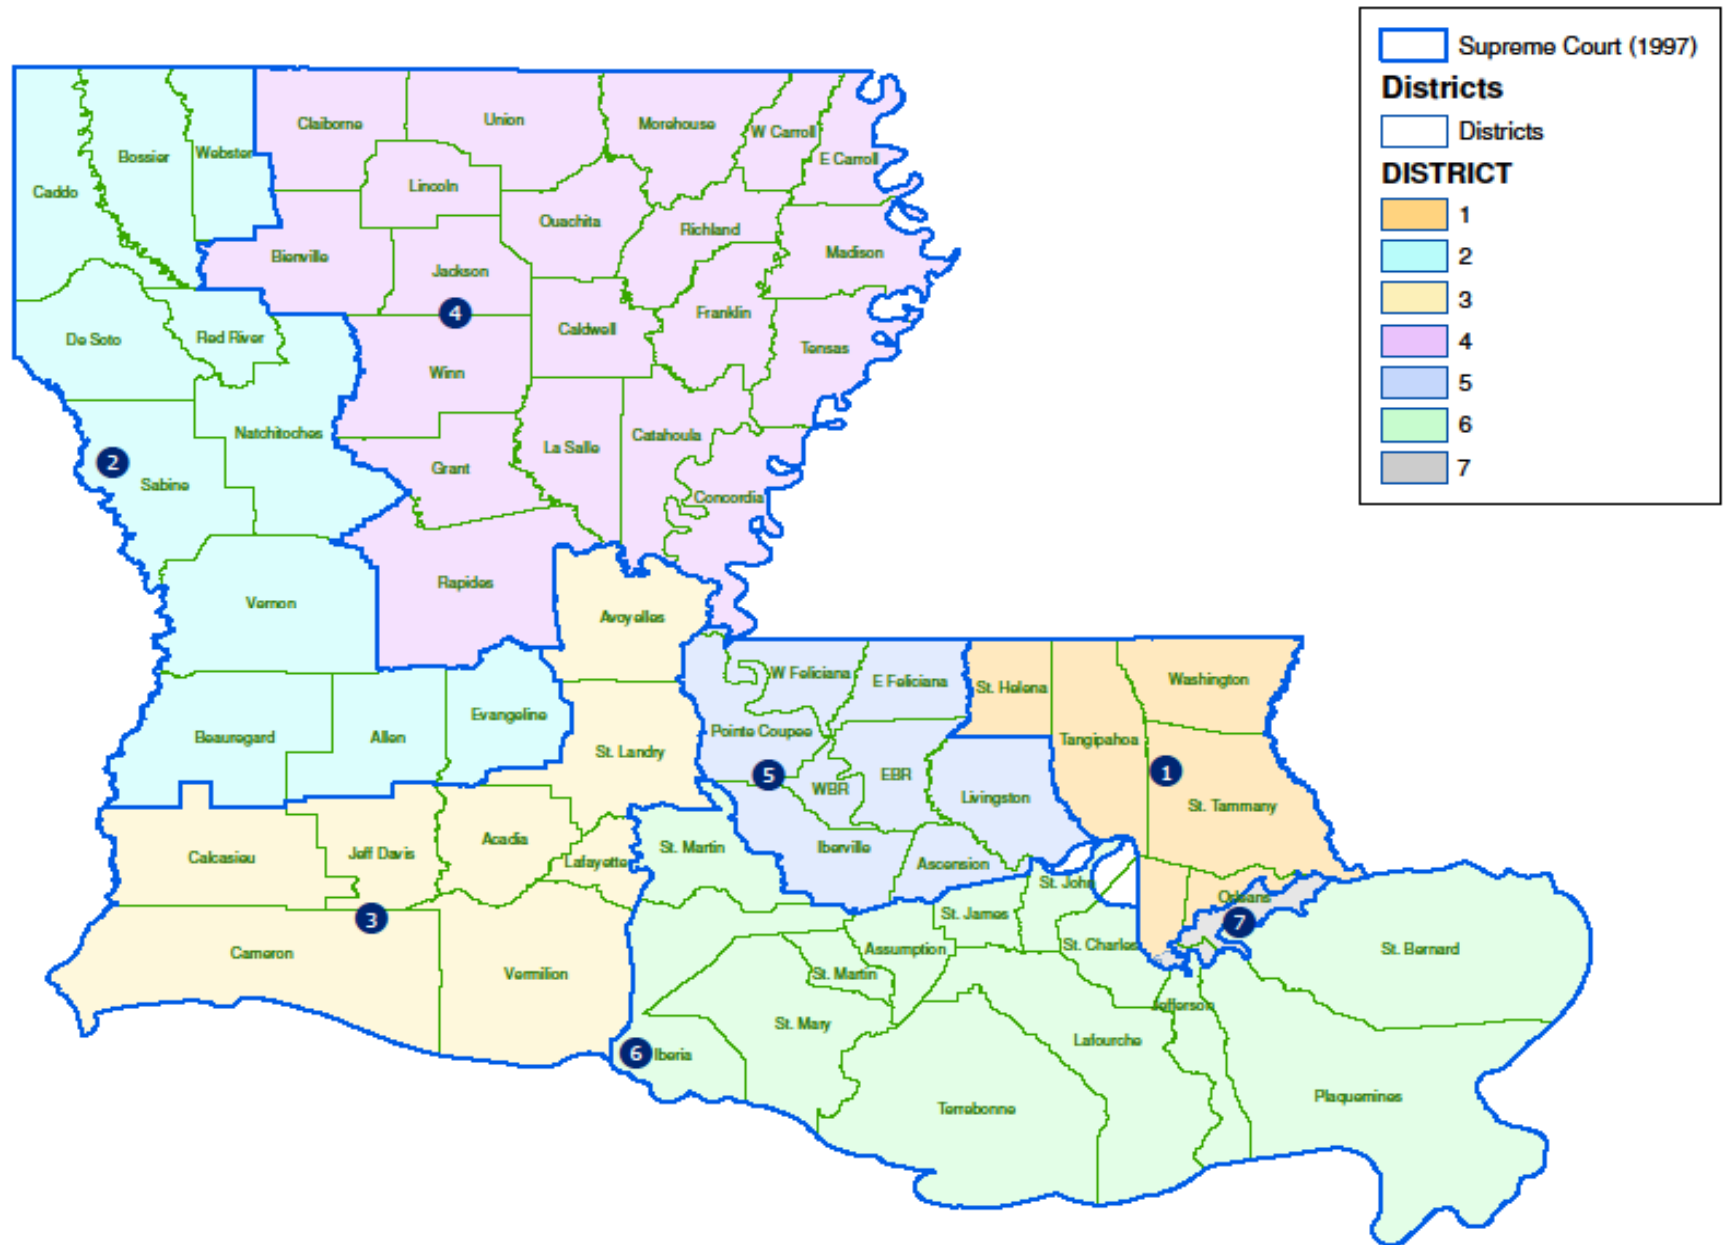 Supreme Court (1997)
Districts
Districts
DISTRICT
1
2
3
4
5
6
7
Claiborne
Union
Morehouse
W Carroll
E Carroll
Bossier
Webster
Caddo
Lincoln
Ouachita
Richland
Madison
Bienville
Jackson
4
Franklin
Caldwell
De Soto
Red River
Tensas
Winn
Natchitoches
La Salle
Catahoula
2
Sabine
Grant
Concordia
Rapides
Vernon
Avoyelles
W Feliciana
E Feliciana
St. Helena
Washington
Evangeline
Beauregard
Allen
St. Landry
Pointe Coupee
Tangipahoa
5
WBR
EBR
1
Livingston
St. Tammany
Calcasieu
Jeff Davis
Acadia
Lafayette
St. Martin
Iberville
Ascension
St. John
Orleans
3
7
St. James
St. Charles
Assumption
St. Bernard
Cameron
Vermilion
St. Martin
Jefferson
St. Mary
Lafourche
6
Iberia
Terrebonne
Plaquemines